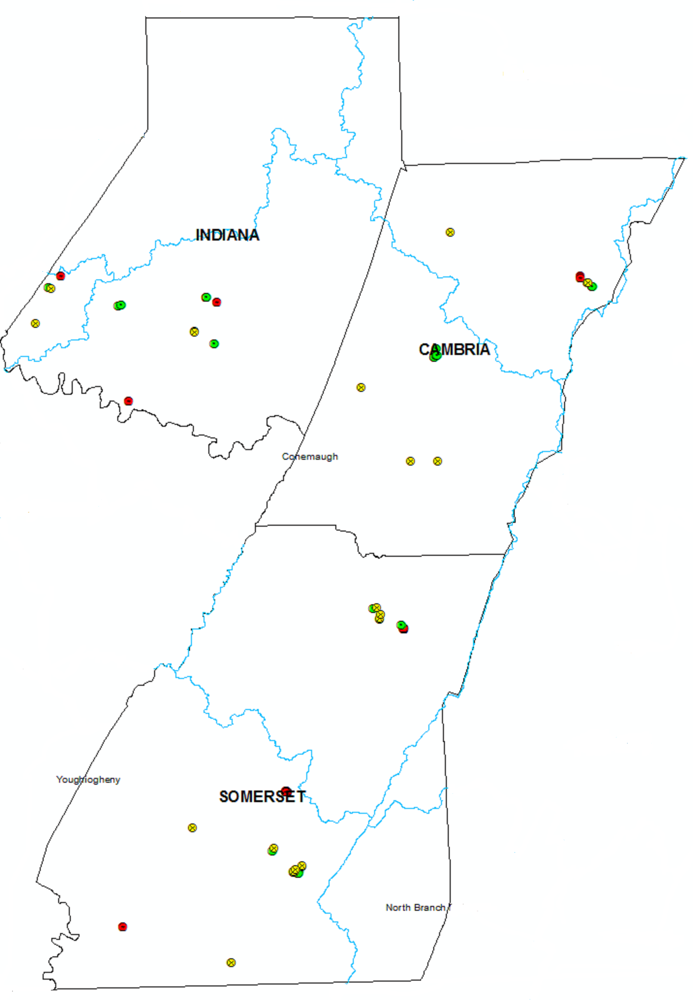 INDIANA
CAMBRIA
Conemaugh
Youghiogheny
SOMERSET
North Branch